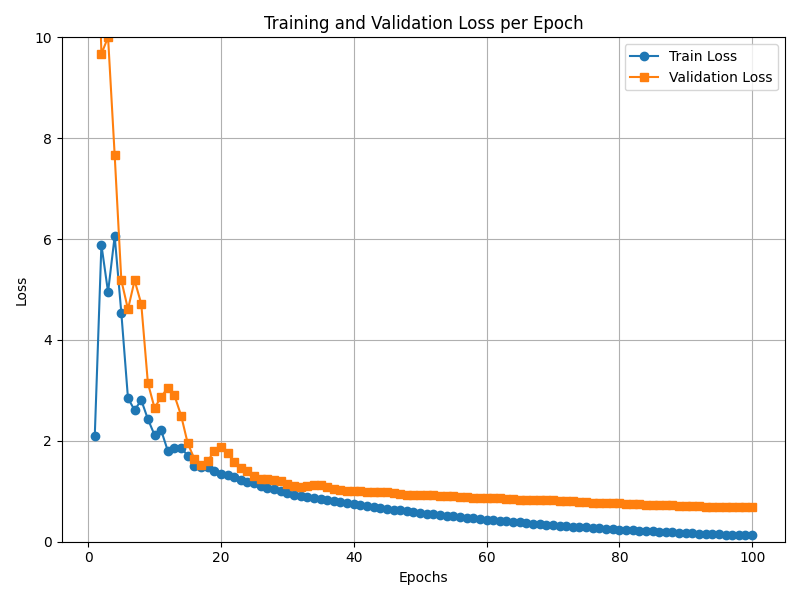 Training and Validation Loss per Epoch
Train Loss
Validation Loss
Loss
10
8
6
4
2
0
0 20 40 60 80 100
Epochs